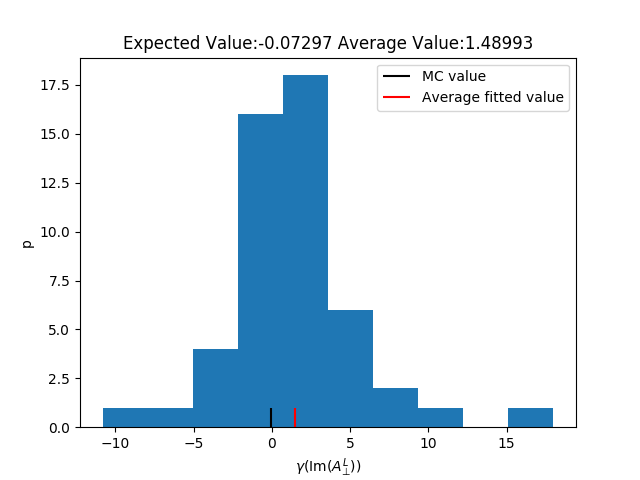 Expected Value:-0.07297 Average Value:1.48993
MC value
Average fitted value
17.5
15.0
12.5
10.0
7.5
5.0
2.5
0.0
p
−10 −5 0 5 10 15
γ(Im(A⊥ᴸ))